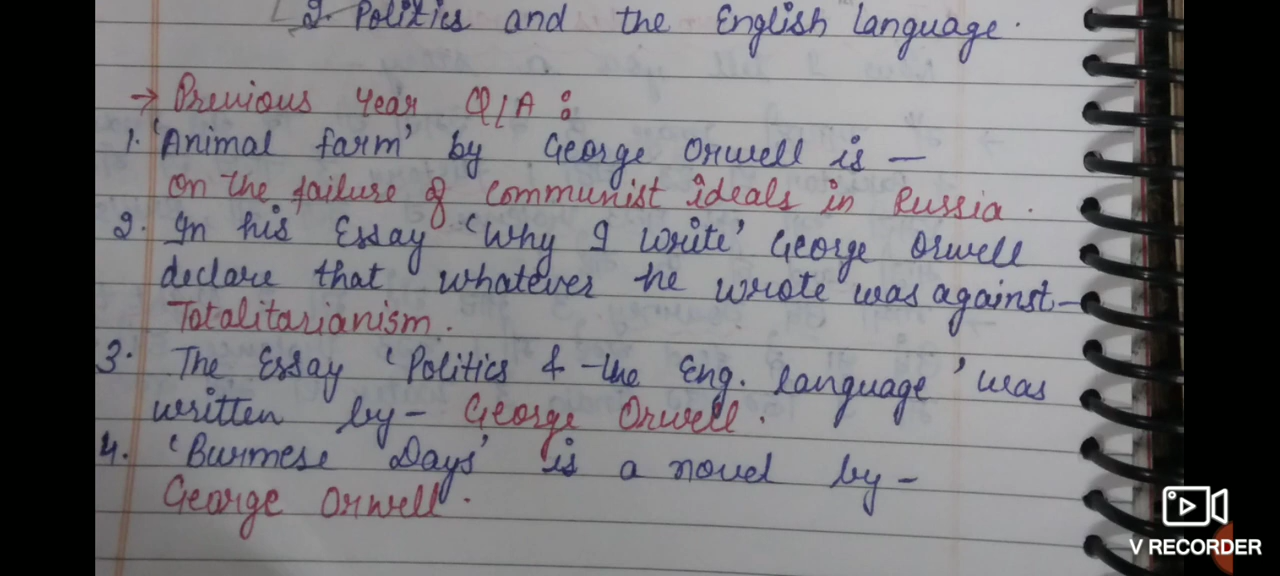 2. Politics and the English language.
→ Previous Year Q/A :
1. 'Animal farm' by George Orwell is —
on the failure of communist ideals in Russia.
2. In his Essay 'Why I write' George Orwell
declare that whatever he wrote was against—
Totalitarianism.
3. The Essay 'Politics & the Eng. language' was
written by— George Orwell.
4. 'Burmese Days' is a novel by—
George Orwell.
V RECORDER